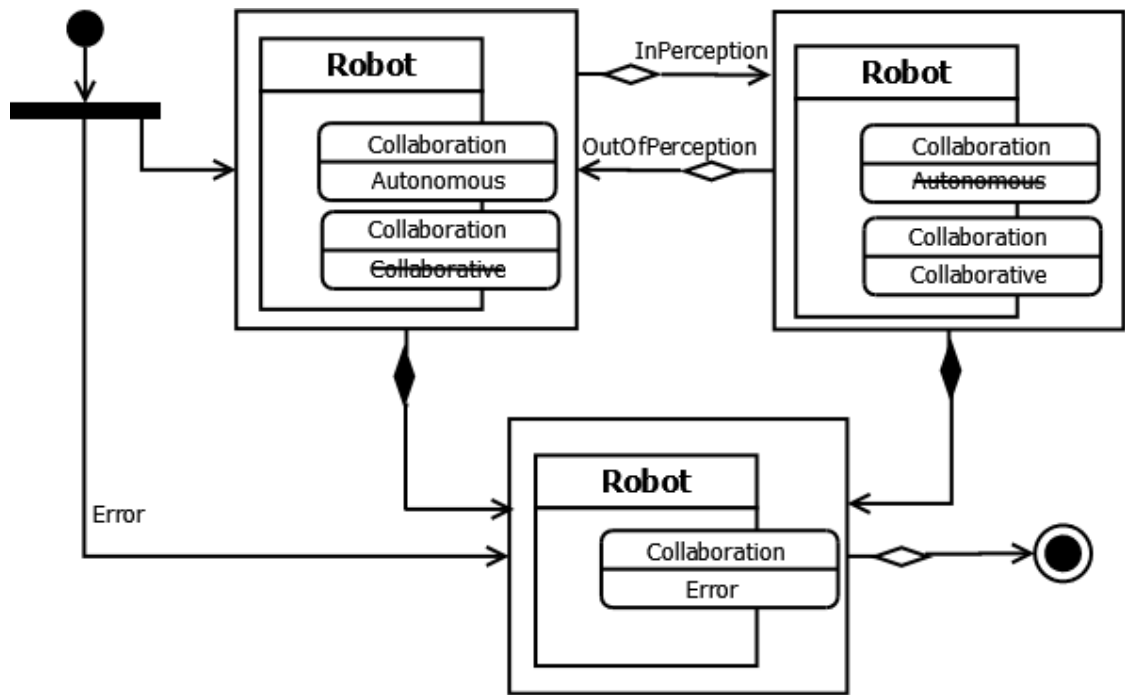 Robot
Collaboration
Autonomous
Collaboration
Collaborative
InPerception
OutOfPerception
Robot
Collaboration
Autonomous
Collaboration
Collaborative
Error
Robot
Collaboration
Error